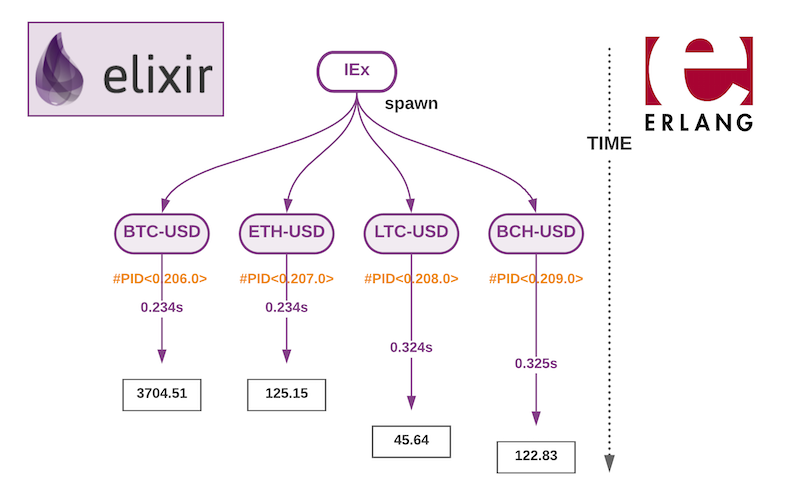 elixir
IEx
spawn
ERLANG
TIME
BTC-USD
ETH-USD
LTC-USD
BCH-USD
#PID<0.206.0>
#PID<0.207.0>
#PID<0.208.0>
#PID<0.209.0>
0.234s
0.234s
0.324s
0.325s
3704.51
125.15
45.64
122.83